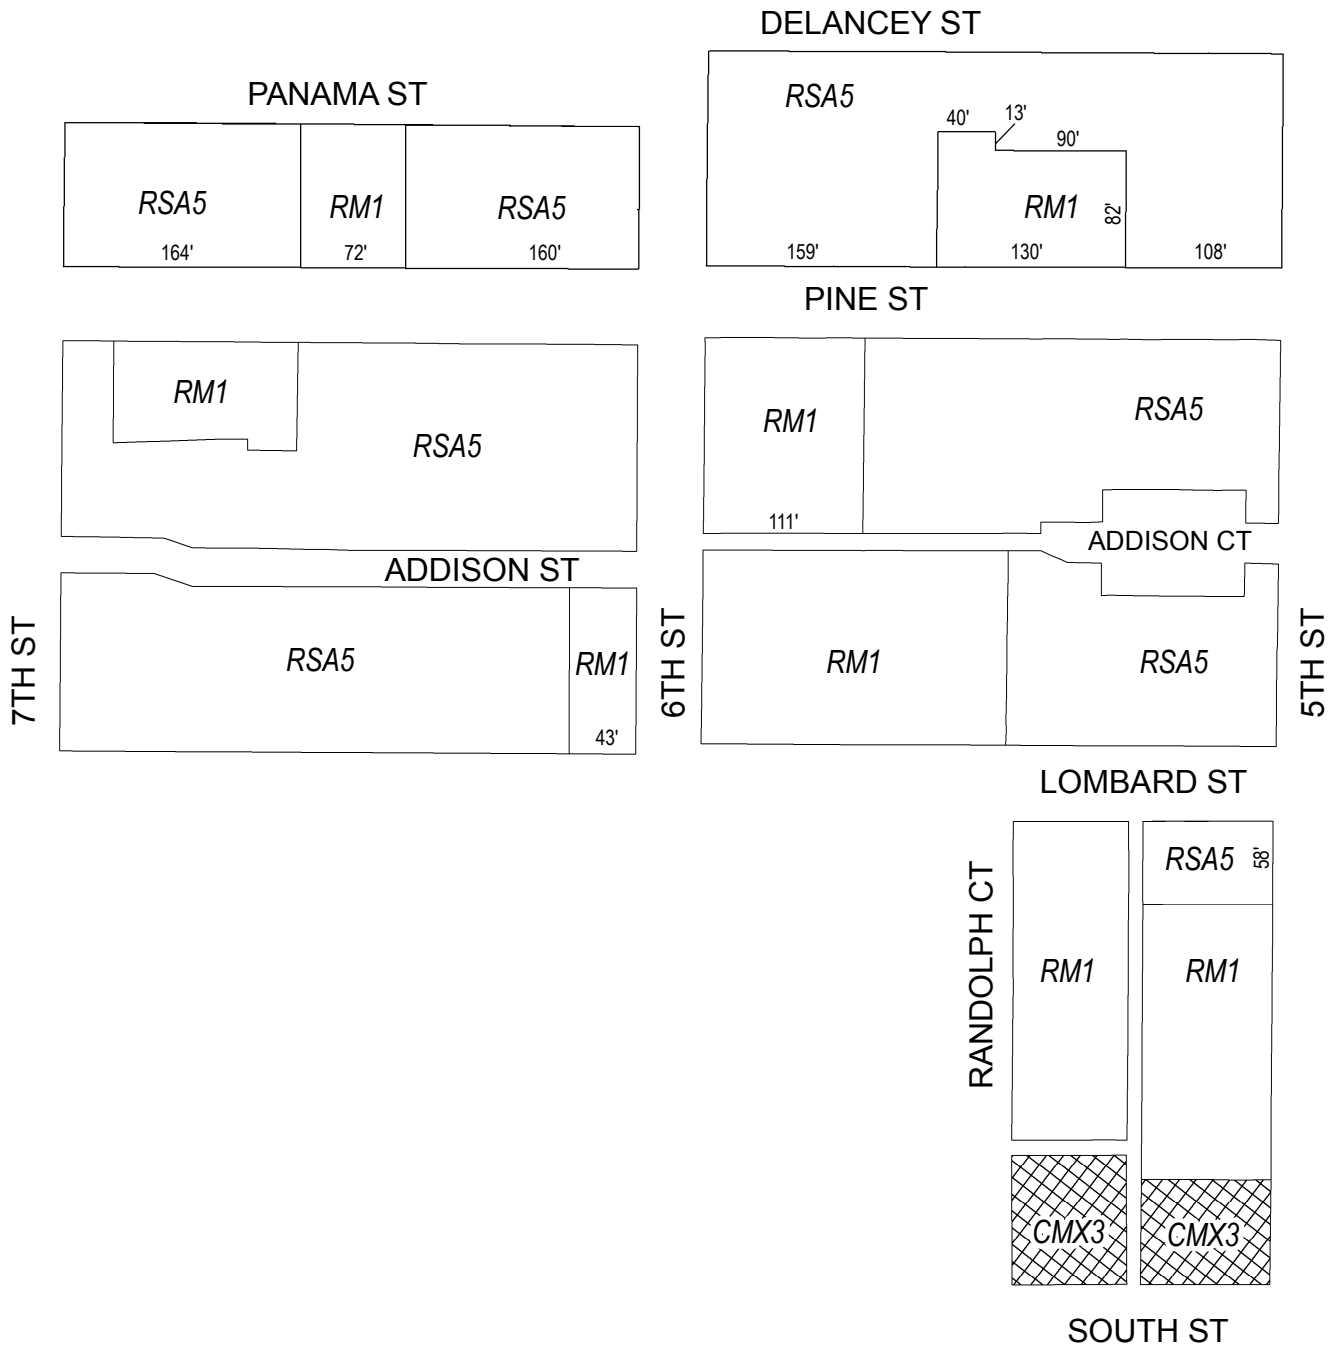 DELANCEY ST
PANAMA ST
RSA5
40'
13'
90'
RSA5
RM1
RSA5
RM1
82'
164'
72'
160'
159'
130'
108'
PINE ST
RM1
RSA5
RM1
RSA5
111'
ADDISON CT
ADDISON ST
7TH ST
RSA5
RM1
43'
6TH ST
RM1
RSA5
5TH ST
LOMBARD ST
RANDOLPH CT
RSA5
58'
RM1
RM1
CMX3
CMX3
SOUTH ST